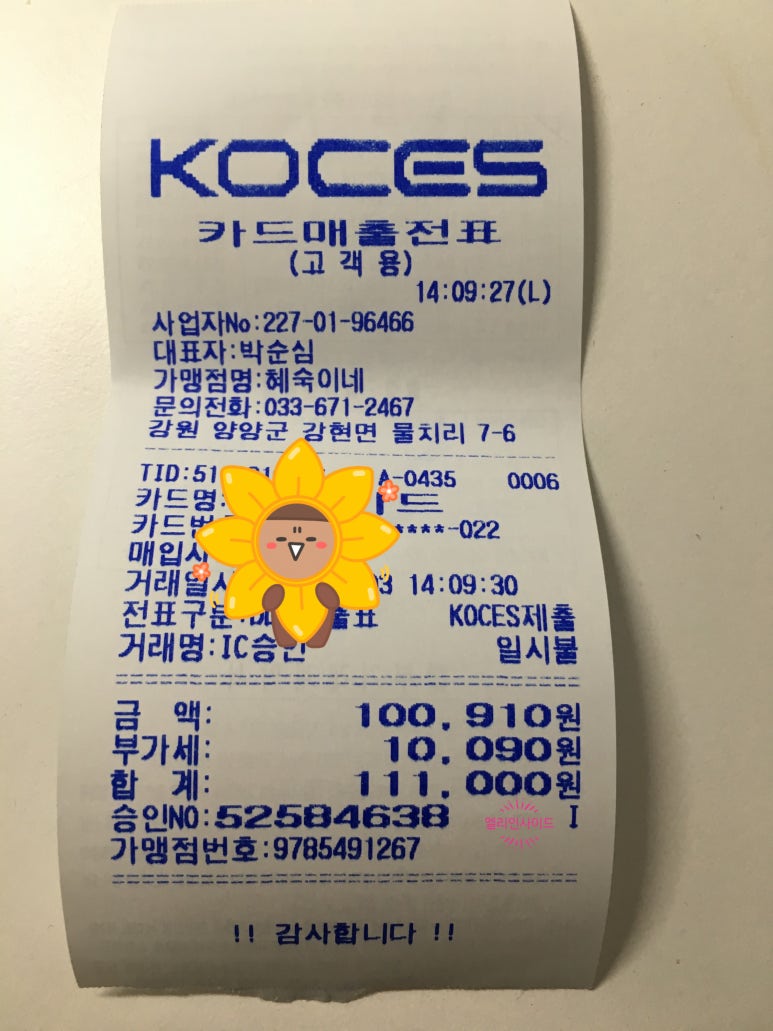 KOCES
카드매출전표
(고 객 용)
14:09:27(L)
사업자No:227-01-96466
대표자:박순심
가맹점명:혜숙이네
문의전화:033-671-2467
강원 양양군 강현면 물치리 7-6
TID:51 A-0435 0006
카드명: 드
카드번 ****-022
매입사
거래일시 3 14:09:30
전표구분: 출표 KOCES제출
거래명:IC승인 일시불
금 액: 100,910원
부가세: 10,090원
합 계: 111,000원
승인NO:52584638 I
엘리인사이드
가맹점번호:9785491267
!! 감사합니다 !!